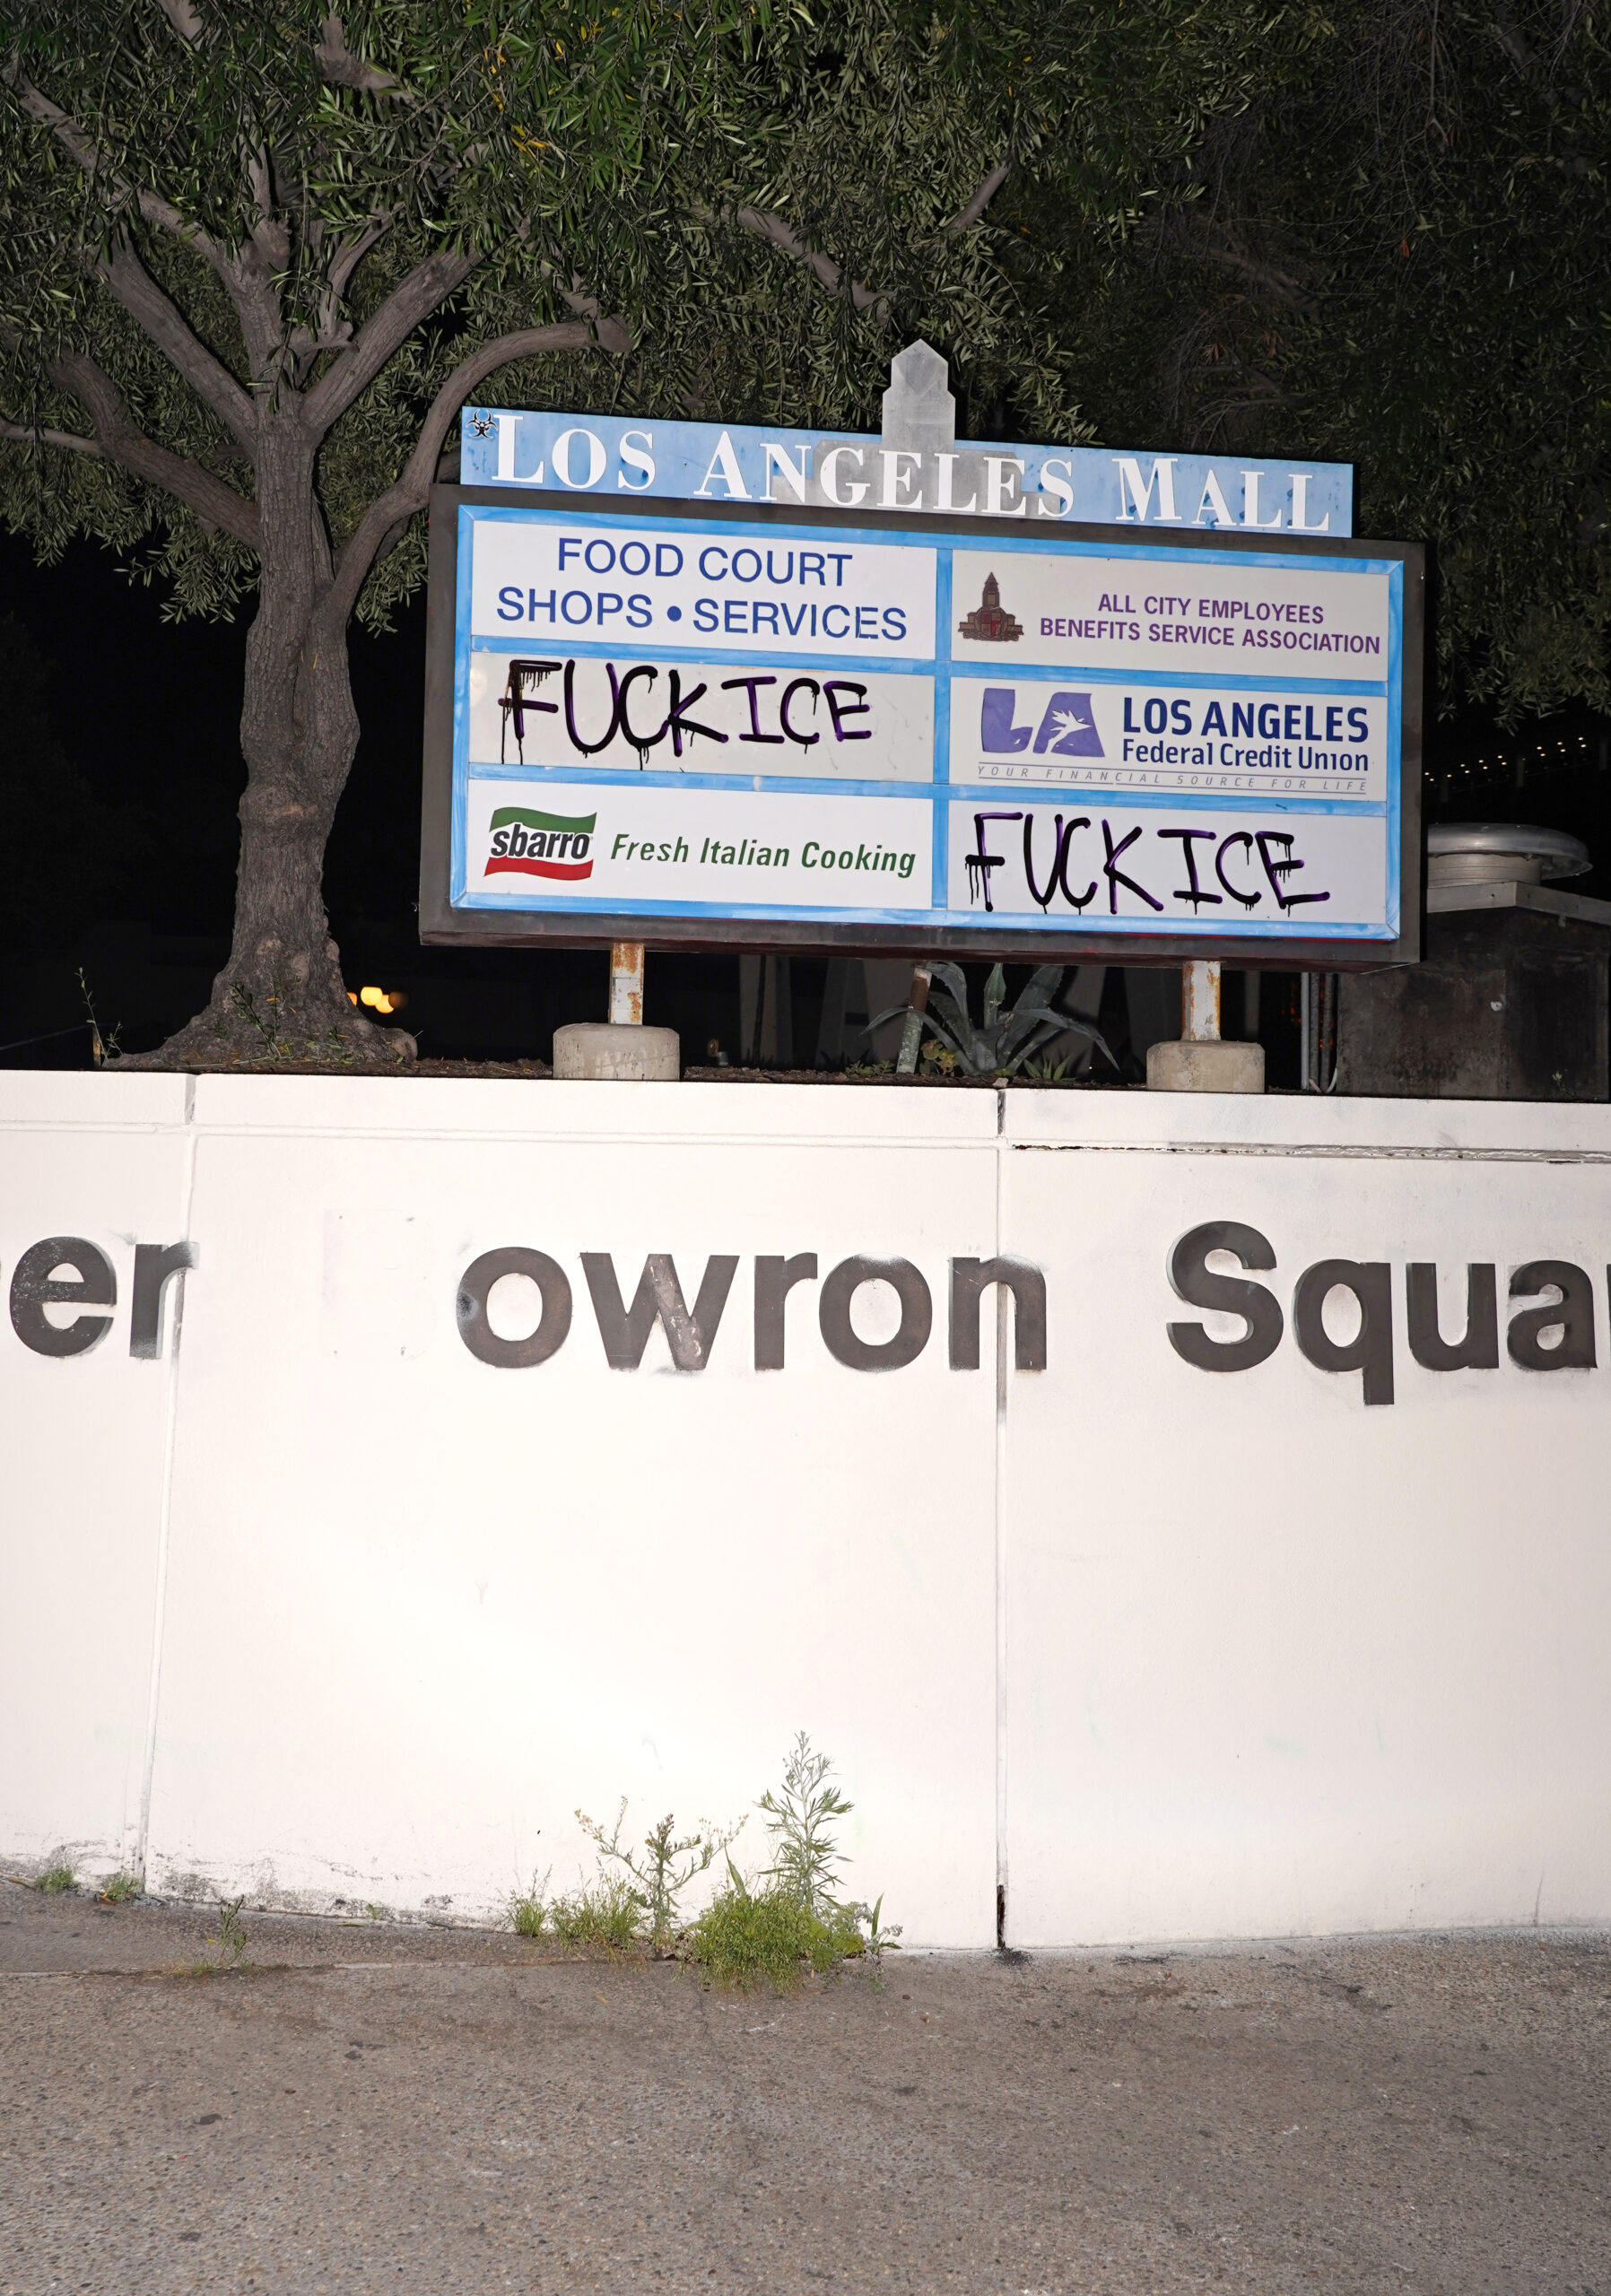 LOS ANGELES MALL
FOOD COURT
SHOPS • SERVICES
ALL CITY EMPLOYEES
BENEFITS SERVICE ASSOCIATION
FUCK ICE
LA
LOS ANGELES
Federal Credit Union
YOUR FINANCIAL SOURCE FOR LIFE
sbarro Fresh Italian Cooking
FUCK ICE
er owron Squa